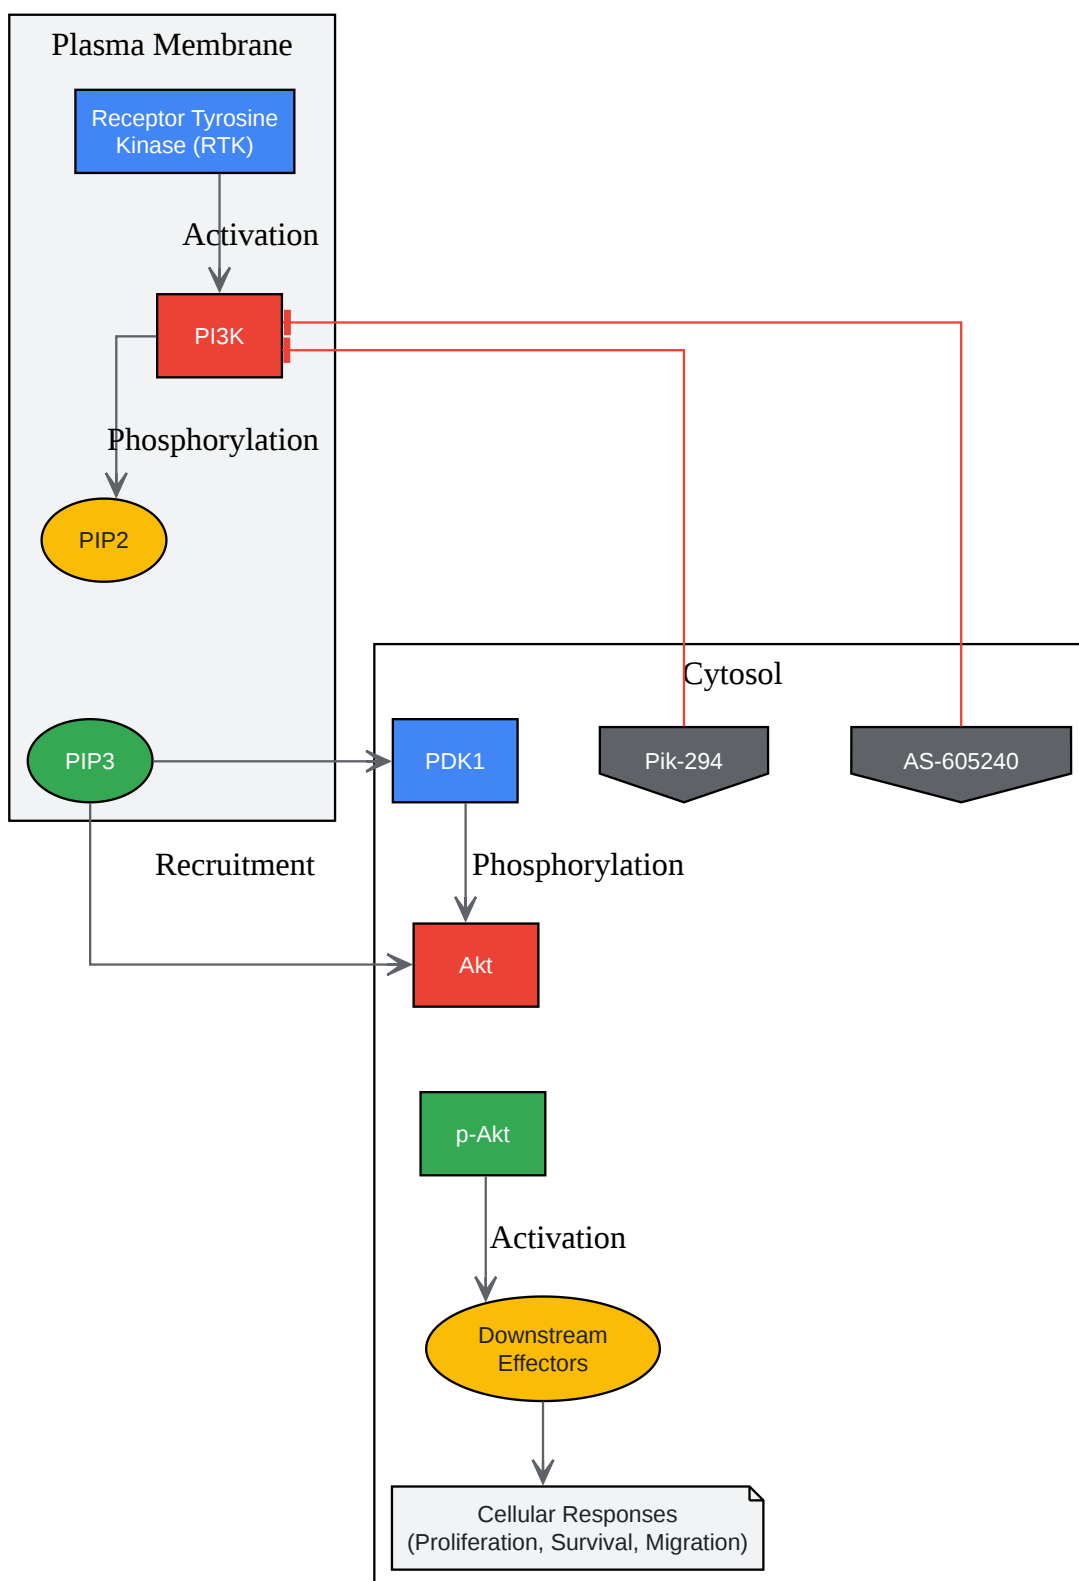 Plasma Membrane
Receptor Tyrosine
Kinase (RTK)
Activation
PI3K
Phosphorylation
PIP2
Cytosol
PIP3
PDK1
Pik-294
AS-605240
Recruitment
Phosphorylation
Akt
p-Akt
Activation
Downstream
Effectors
Cellular Responses
(Proliferation, Survival, Migration)